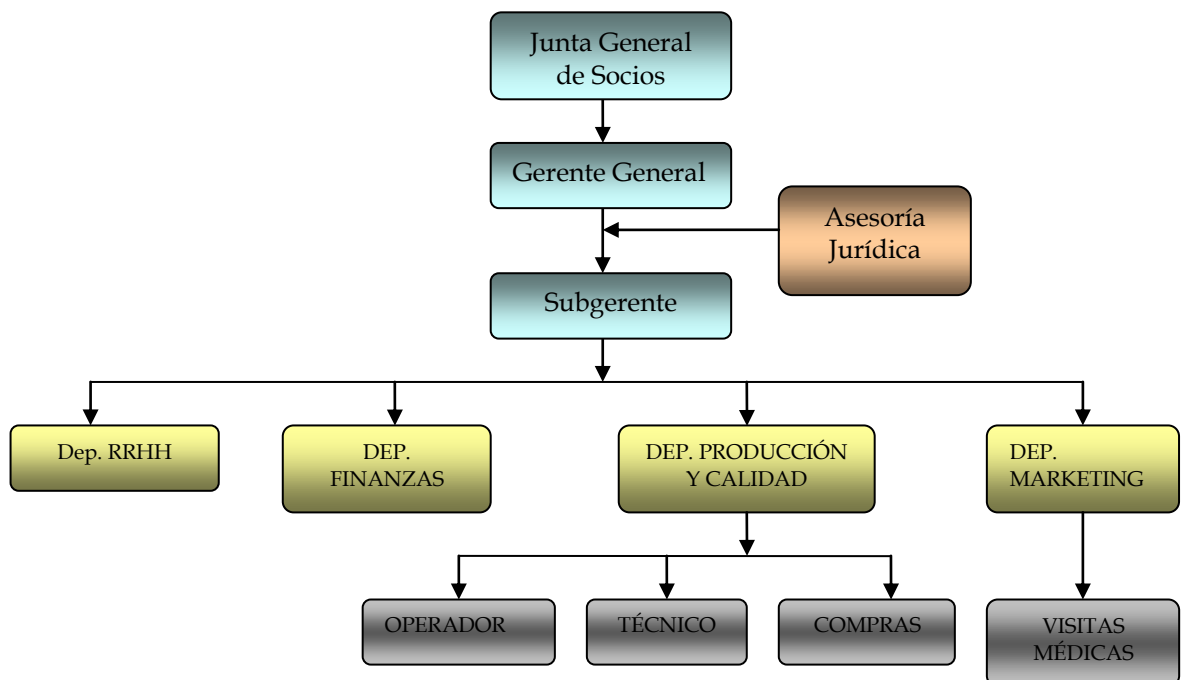 Junta General
de Socios
Gerente General
Asesoría
Jurídica
Subgerente
Dep. RRHH
DEP.
FINANZAS
DEP. PRODUCCIÓN
Y CALIDAD
DEP.
MARKETING
OPERADOR
TÉCNICO
COMPRAS
VISITAS
MÉDICAS